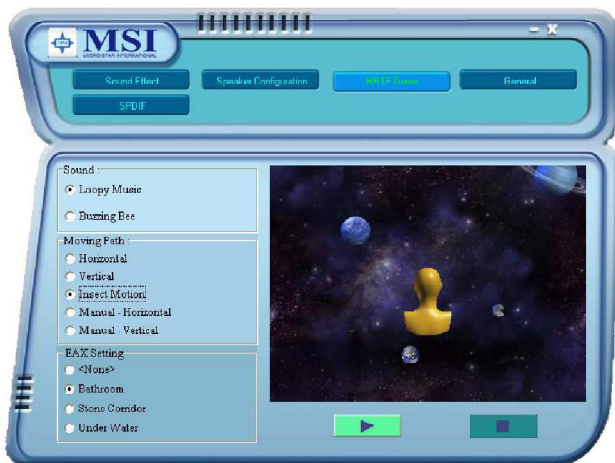 MSI
MICRO-STAR INTERNATIONAL
- X
Sound Effect
Speaker Configuration
HRTF Demo
General
SPDIF
Sound :
Loopy Music
Buzzing Bee
Moving Path :
Horizontal
Vertical
Insect Motion
Manual - Horizontal
Manual - Vertical
EAX Setting
<None>
Bathroom
Stone Corridor
Under Water